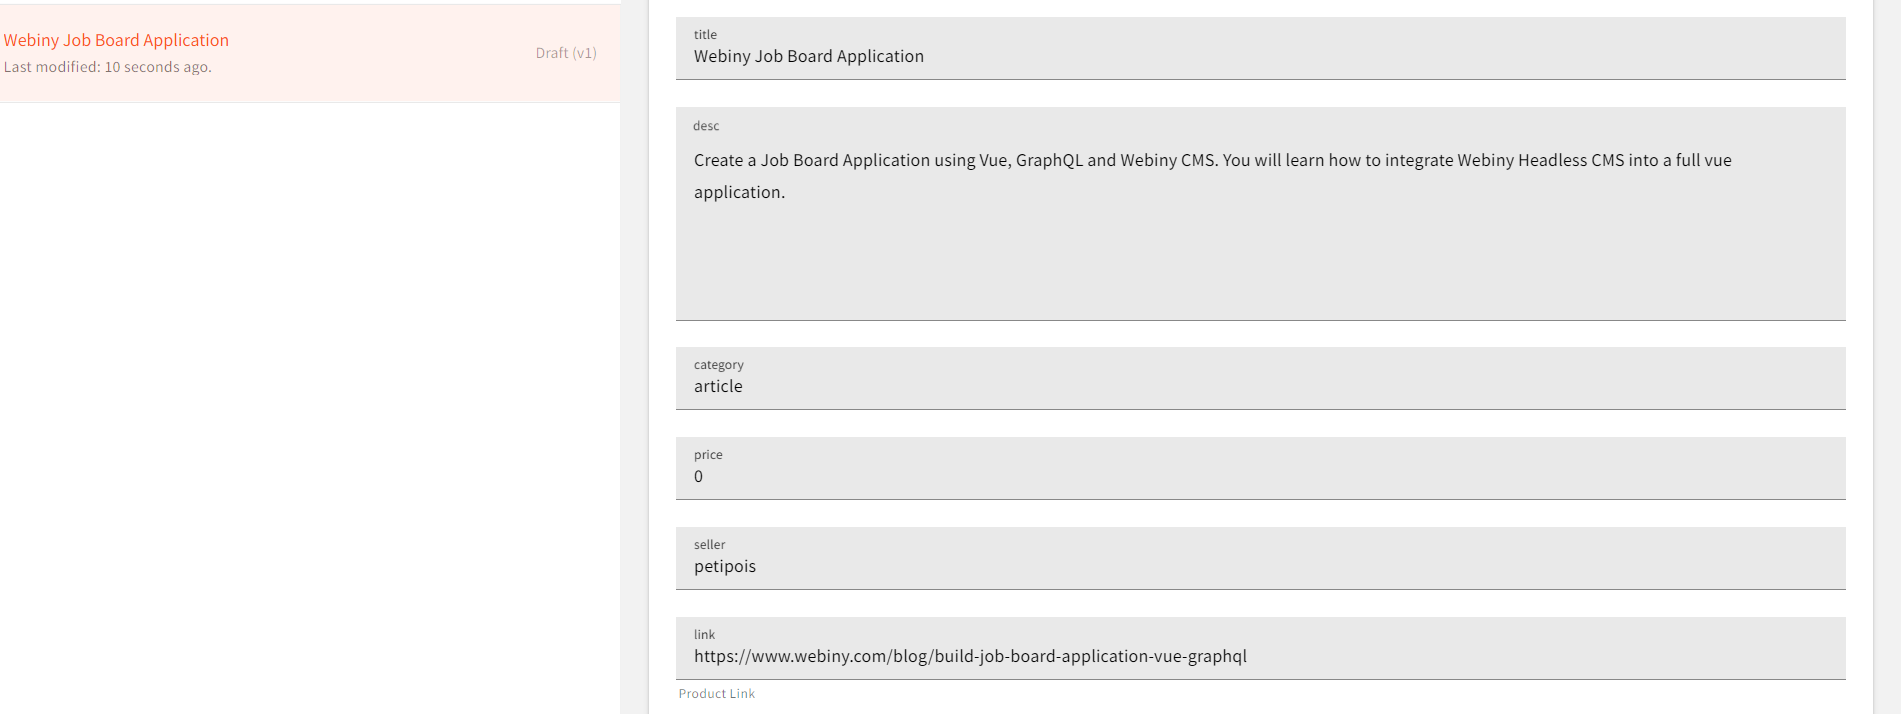 Webiny Job Board Application
Last modified: 10 seconds ago.
Draft (v1)
title
Webiny Job Board Application
desc
Create a Job Board Application using Vue, GraphQL and Webiny CMS. You will learn how to integrate Webiny Headless CMS into a full vue
application.
category
article
price
0
seller
petipois
link
https://www.webiny.com/blog/build-job-board-application-vue-graphql
Product Link